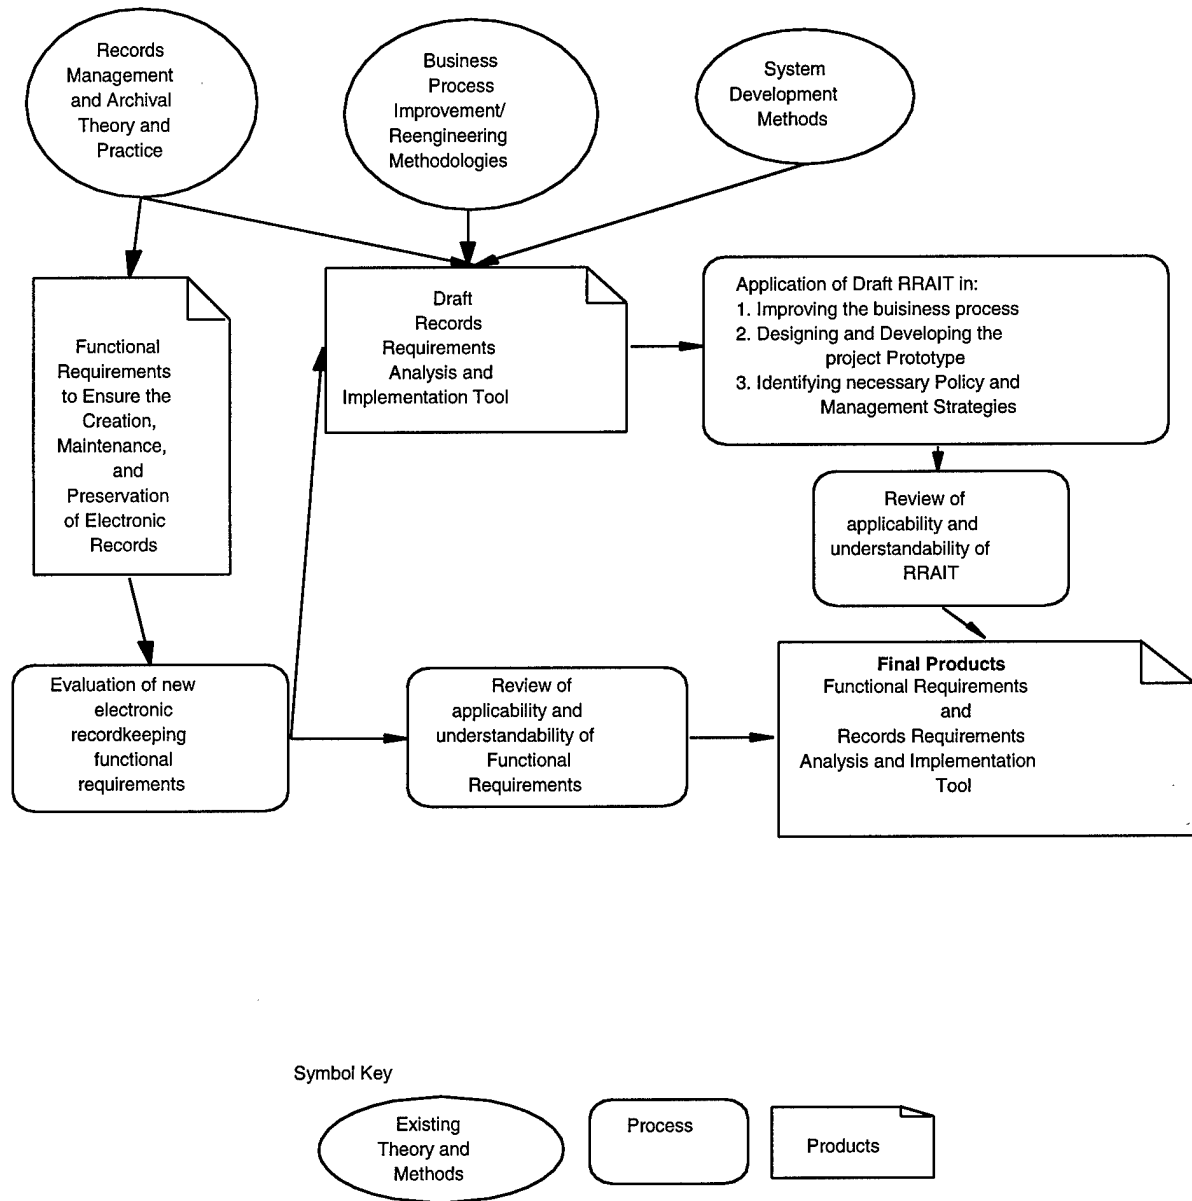 Records
Management
and Archival
Theory and
Practice
Business
Process
Improvement/
Reengineering
Methodologies
System
Development
Methods
Functional
Requirements
to Ensure the
Creation,
Maintenance,
and
Preservation
of Electronic
Records
Draft
Records
Requirements
Analysis and
Implementation Tool
Application of Draft RRAIT in:
1. Improving the buisiness process
2. Designing and Developing the
project Prototype
3. Identifying necessary Policy and
Management Strategies
Review of
applicability and
understandability of
RRAIT
Evaluation of new
electronic
recordkeeping
functional
requirements
Review of
applicability and
understandability of
Functional
Requirements
Final Products
Functional Requirements
and
Records Requirements
Analysis and Implementation
Tool
Symbol Key
Existing
Theory and
Methods
Process
Products